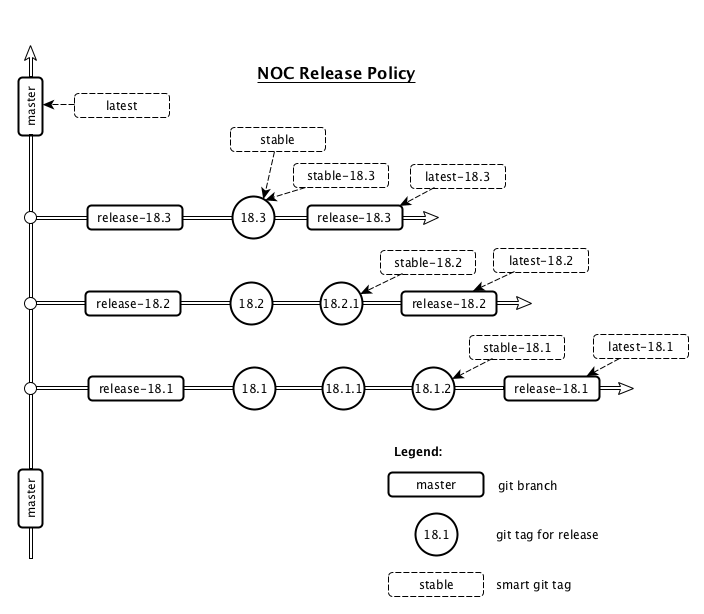 NOC Release Policy
master
latest
stable
stable-18.3
latest-18.3
release-18.3
18.3
release-18.3
stable-18.2
latest-18.2
release-18.2
18.2
18.2.1
release-18.2
stable-18.1
latest-18.1
release-18.1
18.1
18.1.1
18.1.2
release-18.1
Legend:
master
master
git branch
18.1
git tag for release
stable
smart git tag